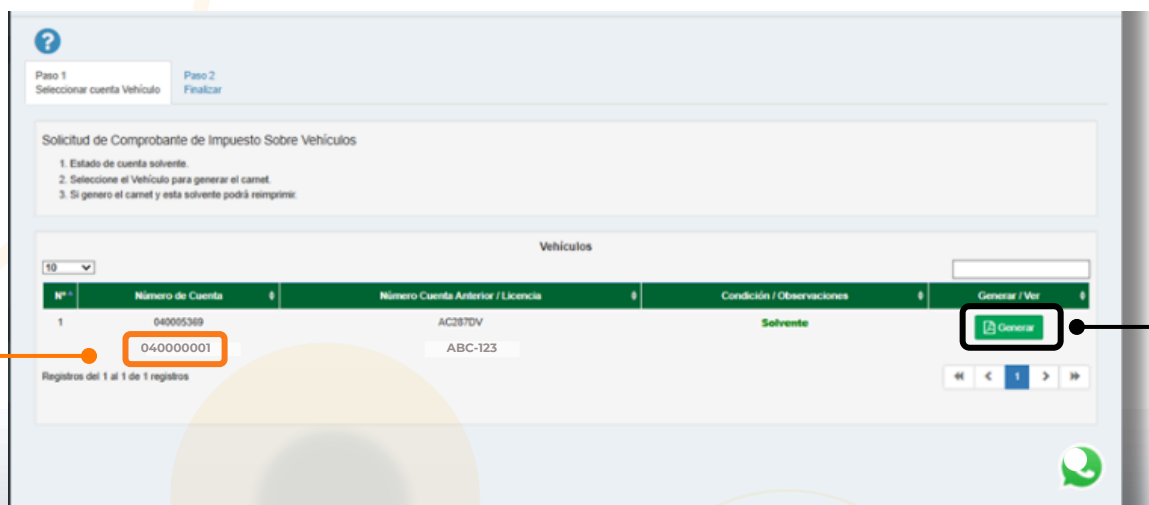 ?
Paso 1 Paso 2
Seleccionar cuenta Vehículo Finalizar
Solicitud de Comprobante de Impuesto Sobre Vehículos
1. Estado de cuenta solvente.
2. Seleccione el Vehículo para generar el carnet.
3. Si genero el carnet y esta solvente podrá reimprimir.
Vehículos
10
Nº Número de Cuenta Número Cuenta Anterior / Licencia Condición / Observaciones Generar / Ver
1 040005369 AC287DV Solvente Generar
040000001 ABC-123
Registros del 1 al 1 de 1 registros 1